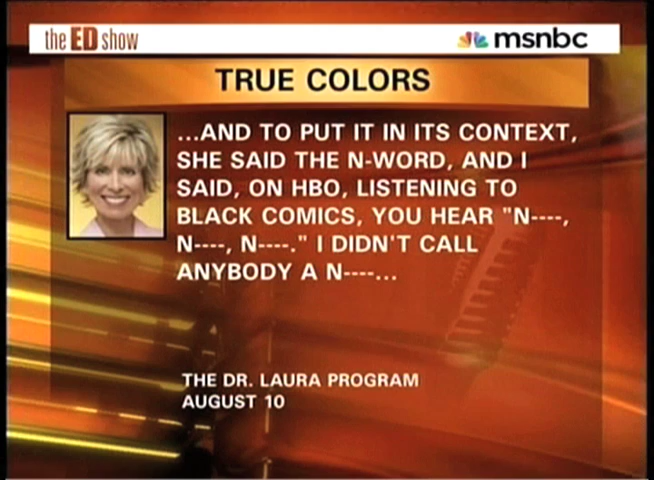 the ED show
msnbc
TRUE COLORS
...AND TO PUT IT IN ITS CONTEXT,
SHE SAID THE N-WORD, AND I
SAID, ON HBO, LISTENING TO
BLACK COMICS, YOU HEAR "N----,
N----, N----." I DIDN'T CALL
ANYBODY A N----...
THE DR. LAURA PROGRAM
AUGUST 10